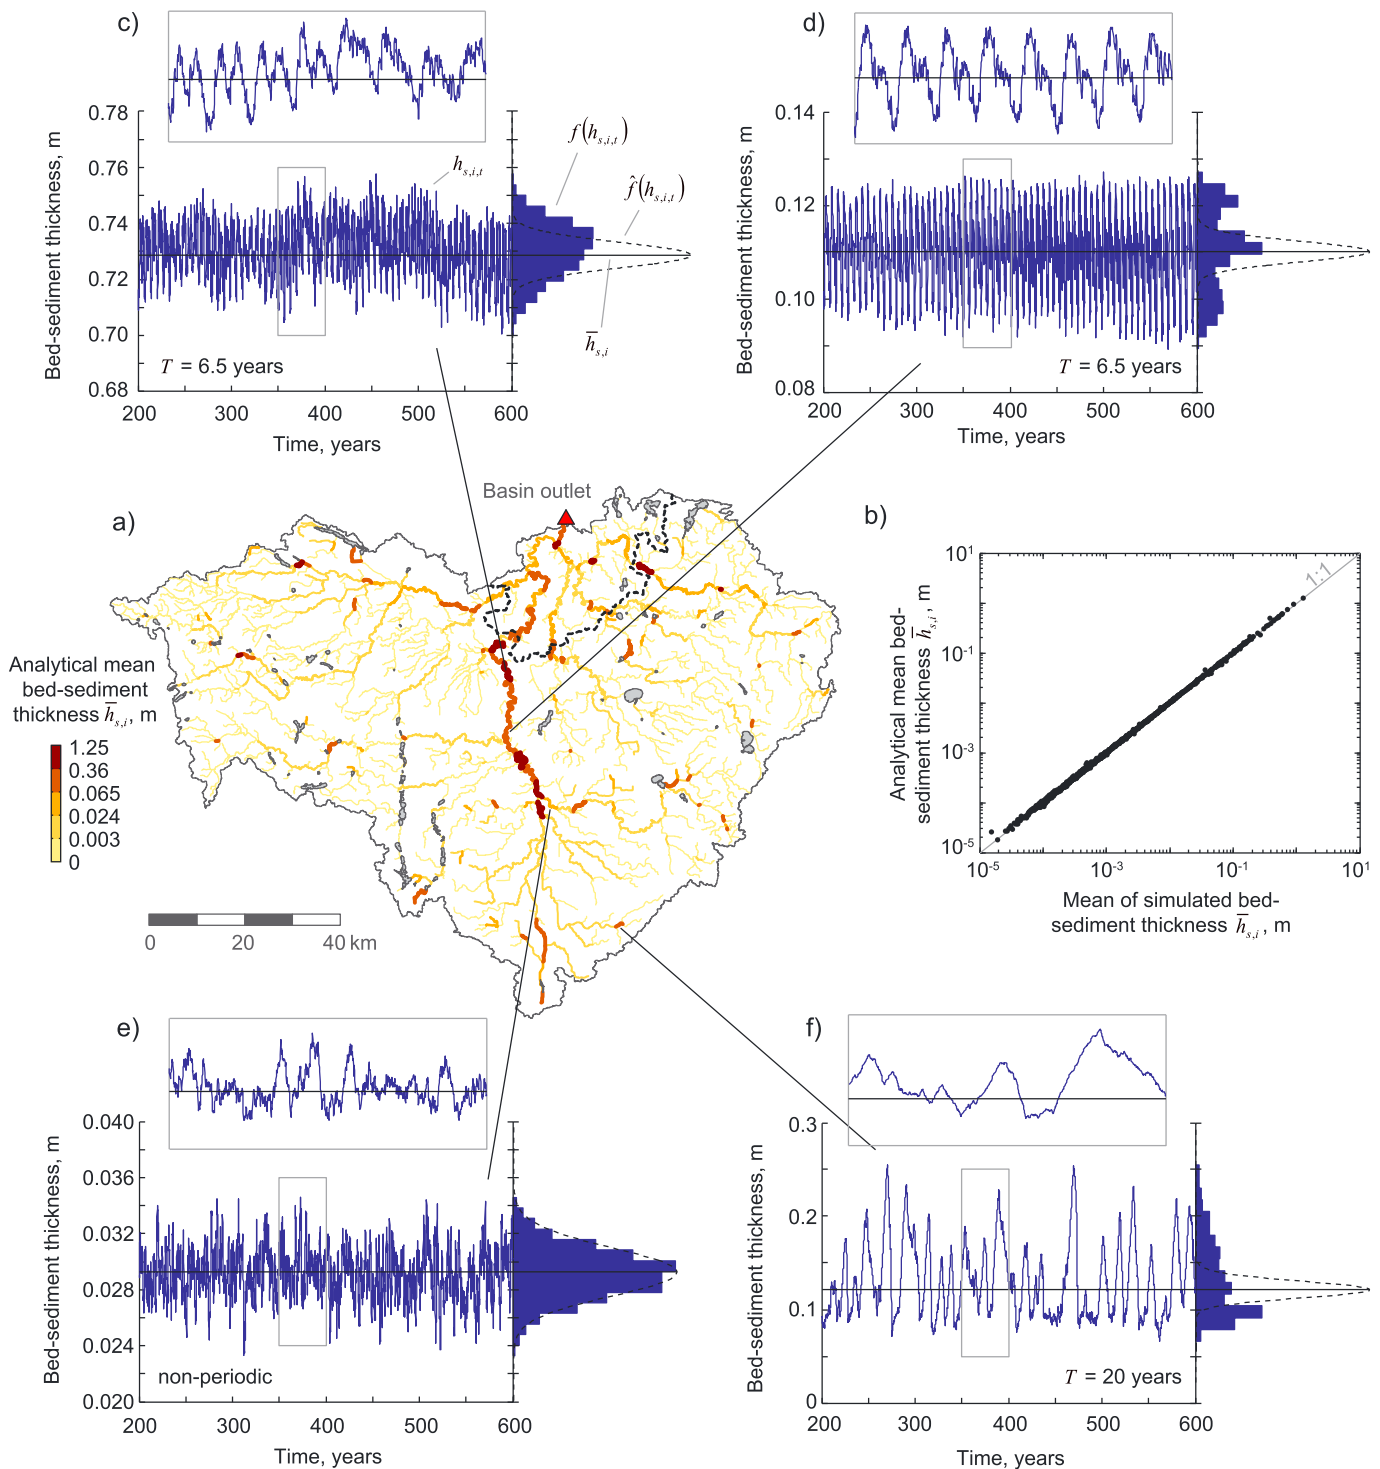 c)
0.78
0.76
0.74
0.72
0.70
0.68
Bed-sediment thickness, m
h s,i,t
f(h s,i,t)
f̂(h s,i,t)
h̅ s,i
T = 6.5 years
200 300 400 500 600
Time, years
d)
0.14
0.12
0.10
0.08
Bed-sediment thickness, m
T = 6.5 years
200 300 400 500 600
Time, years
a)
Basin outlet
Analytical mean
bed-sediment
thickness h̅ s,i, m
1.25
0.36
0.065
0.024
0.003
0
0 20 40 km
b)
10¹
10⁻¹
10⁻³
10⁻⁵
Analytical mean bed-
sediment thickness h̅ s,i, m
1:1
10⁻⁵ 10⁻³ 10⁻¹ 10¹
Mean of simulated bed-
sediment thickness h̅ s,i, m
e)
0.040
0.036
0.032
0.028
0.024
0.020
Bed-sediment thickness, m
non-periodic
200 300 400 500 600
Time, years
f)
0.3
0.2
0.1
0
Bed-sediment thickness, m
T = 20 years
200 300 400 500 600
Time, years